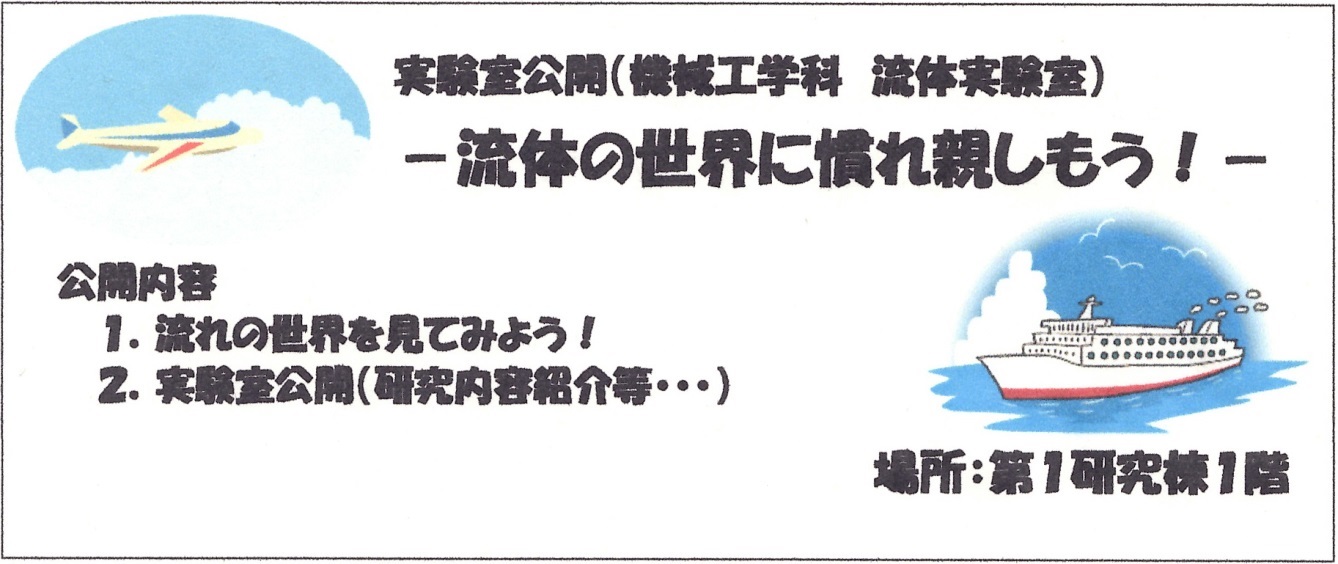 実験室公開(機械工学科　流体実験室)
－流体の世界に慣れ親しもう！－
公開内容
1. 流れの世界を見てみよう！
2. 実験室公開(研究内容紹介等・・・)
場所：第1研究棟1階